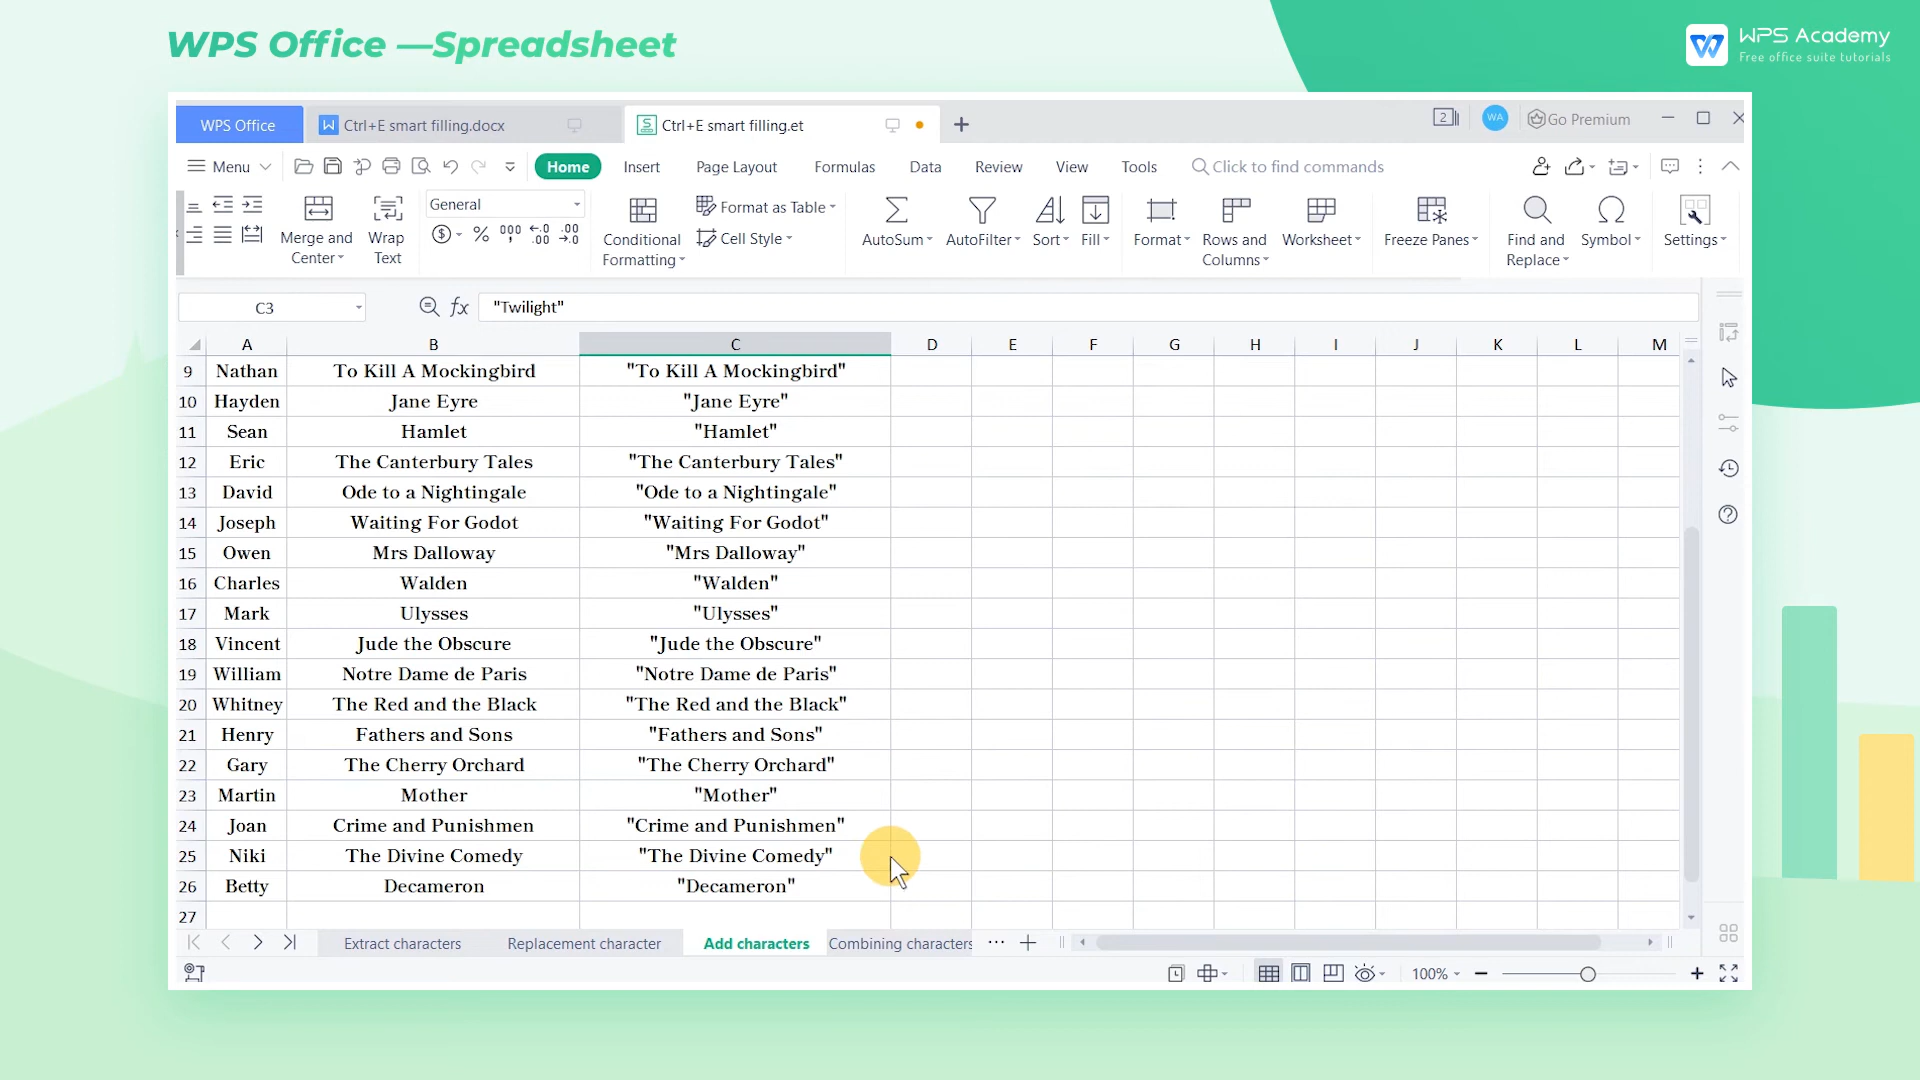 WPS Office —Spreadsheet
WPS Academy
Free office suite tutorials
WPS Office
Ctrl+E smart filling.docx
Ctrl+E smart filling.et
2
WA
Go Premium
Menu
Home
Insert
Page Layout
Formulas
Data
Review
View
Tools
Click to find commands
Merge and Center
Wrap Text
General
Conditional Formatting
Format as Table
Cell Style
AutoSum
AutoFilter
Sort
Fill
Format
Rows and Columns
Worksheet
Freeze Panes
Find and Replace
Symbol
Settings
C3
fx
"Twilight"
A B C D E F G H I J K L M
9 Nathan To Kill A Mockingbird "To Kill A Mockingbird"
10 Hayden Jane Eyre "Jane Eyre"
11 Sean Hamlet "Hamlet"
12 Eric The Canterbury Tales "The Canterbury Tales"
13 David Ode to a Nightingale "Ode to a Nightingale"
14 Joseph Waiting For Godot "Waiting For Godot"
15 Owen Mrs Dalloway "Mrs Dalloway"
16 Charles Walden "Walden"
17 Mark Ulysses "Ulysses"
18 Vincent Jude the Obscure "Jude the Obscure"
19 William Notre Dame de Paris "Notre Dame de Paris"
20 Whitney The Red and the Black "The Red and the Black"
21 Henry Fathers and Sons "Fathers and Sons"
22 Gary The Cherry Orchard "The Cherry Orchard"
23 Martin Mother "Mother"
24 Joan Crime and Punishmen "Crime and Punishmen"
25 Niki The Divine Comedy "The Divine Comedy"
26 Betty Decameron "Decameron"
27
Extract characters
Replacement character
Add characters
Combining characters
100%